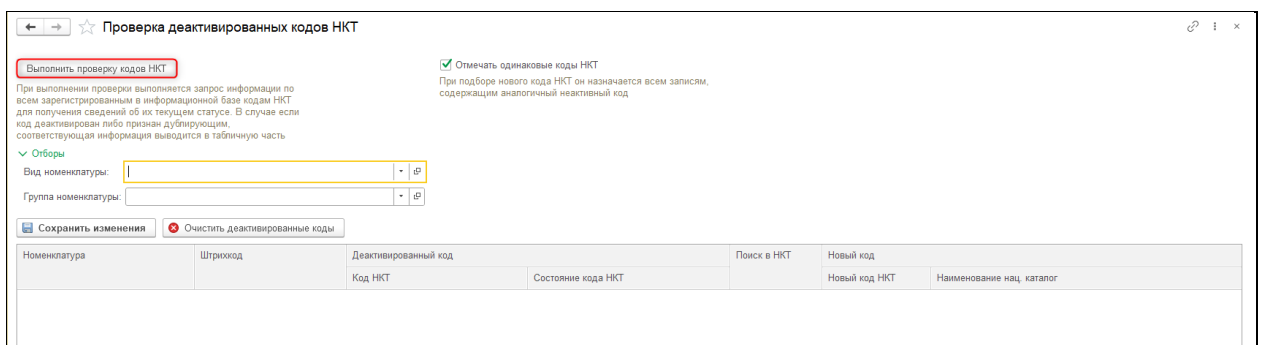 Проверка деактивированных кодов НКТ
Выполнить проверку кодов НКТ
При выполнении проверки выполняется запрос информации по
всем зарегистрированным в информационной базе кодам НКТ
для получения сведений об их текущем статусе. В случае если
код деактивирован либо признан дублирующим,
соответствующая информация выводится в табличную часть
Отмечать одинаковые коды НКТ
При подборе нового кода НКТ он назначается всем записям,
содержащим аналогичный неактивный код
Отборы
Вид номенклатуры:
Группа номенклатуры:
Сохранить изменения Очистить деактивированные коды
Номенклатура Штрихкод Деактивированный код Поиск в НКТ Новый код
Код НКТ Состояние кода НКТ Новый код НКТ Наименование нац. каталог